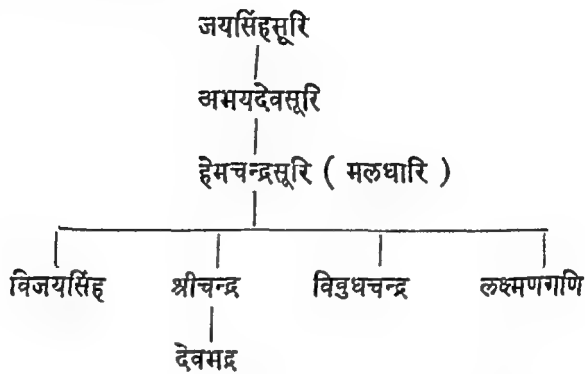 जयसिंहसूरि
अभयदेवसूरि
हेमचन्द्रसूरि ( मलधारि )
विजयसिंह श्रीचन्द्र विबुधचन्द्र लक्ष्मणगणि
देवभद्र